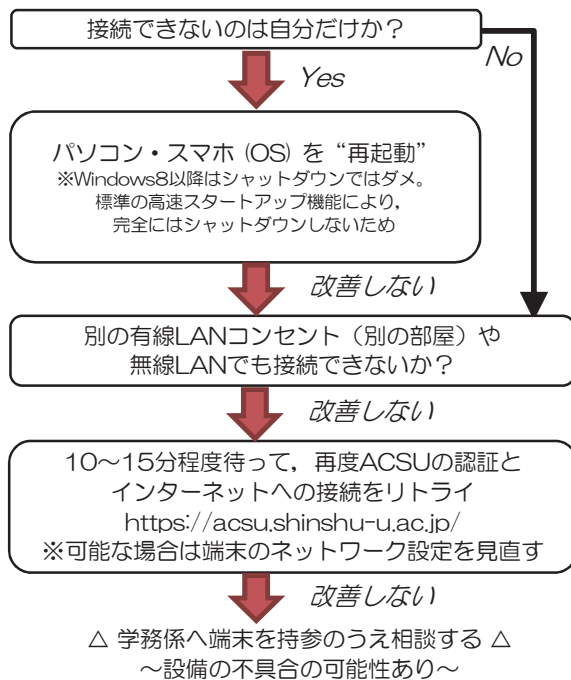 接続できないのは自分だけか？
No
Yes
パソコン・スマホ (OS) を “再起動”
※Windows8以降はシャットダウンではダメ。
標準の高速スタートアップ機能により，
完全にはシャットダウンしないため
改善しない
別の有線LANコンセント（別の部屋）や
無線LANでも接続できないか？
改善しない
10～15分程度待って，再度ACSUの認証と
インターネットへの接続をリトライ
https://acsu.shinshu-u.ac.jp/
※可能な場合は端末のネットワーク設定を見直す
改善しない
△ 学務係へ端末を持参のうえ相談する △
～設備の不具合の可能性あり～